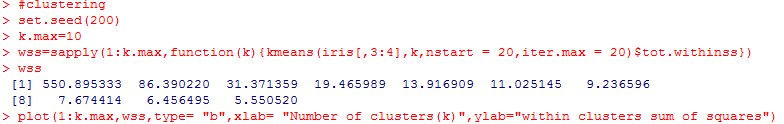 > #clustering
> set.seed(200)
> k.max=10
> wss=sapply(1:k.max,function(k){kmeans(iris[,3:4],k,nstart = 20,iter.max = 20)$tot.withinss})
> wss
[1] 550.895333 86.390220 31.371359 19.465989 13.916909 11.025145 9.236596
[8] 7.674414 6.456495 5.550520
> plot(1:k.max,wss,type= "b",xlab= "Number of clusters(k)",ylab="within clusters sum of squares")